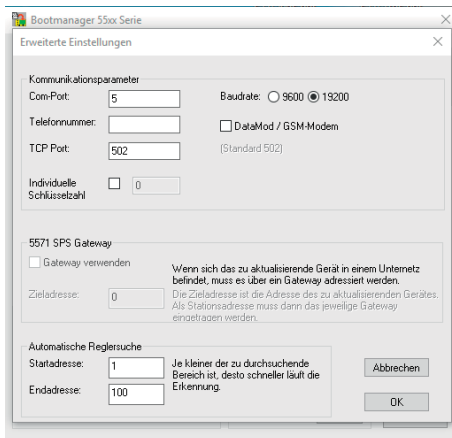 Bootmanager 55xx Serie
Erweiterte Einstellungen
Kommunikationsparameter
Com-Port: 5 Baudrate: 9600 19200
Telefonnummer: DataMod / GSM-Modem
TCP Port: 502 (Standard 502)
Individuelle Schlüsselzahl 0
5571 SPS Gateway
Gateway verwenden
Wenn sich das zu aktualisierende Gerät in einem Unternetz
befindet, muss es über ein Gateway adressiert werden.
Zieladresse: 0
Die Zieladresse ist die Adresse des zu aktualisierenden Gerätes.
Als Stationsadresse muss dann das jeweilige Gateway
eingetragen werden.
Automatische Reglersuche
Startadresse: 1
Endadresse: 100
Je kleiner der zu durchsuchende
Bereich ist, desto schneller läuft die
Erkennung.
Abbrechen
OK